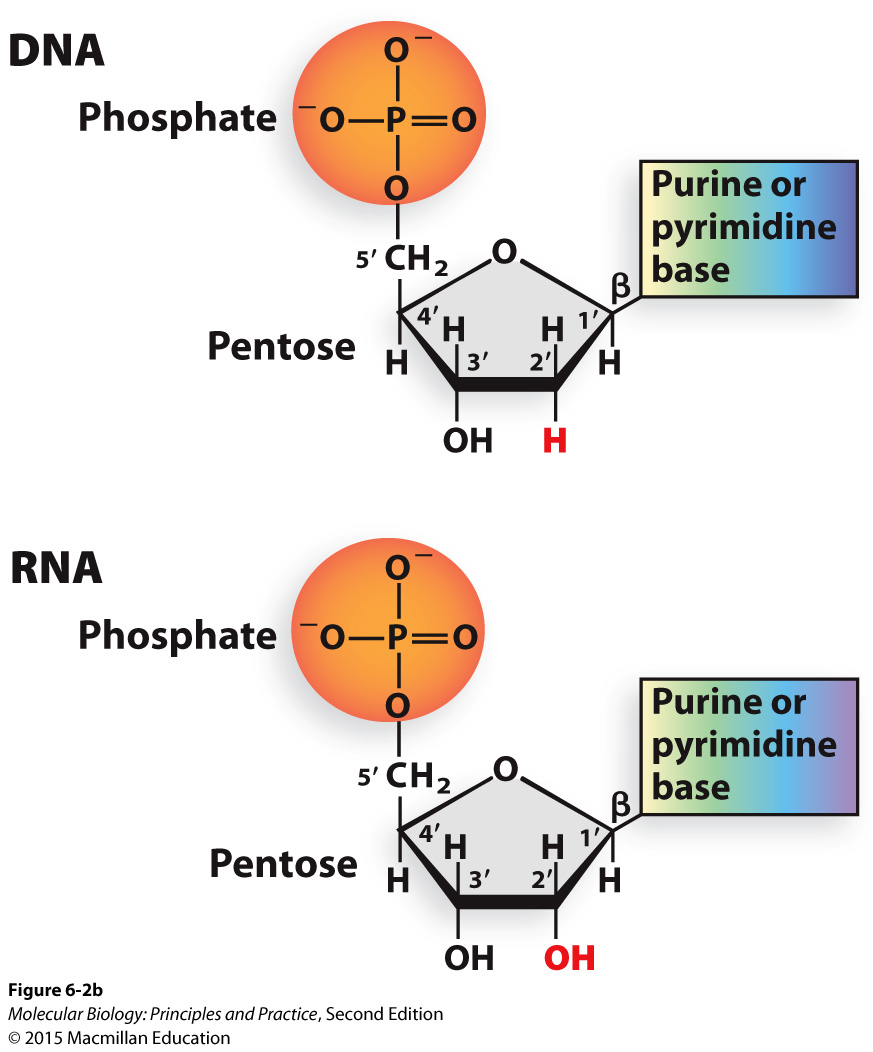 DNA
O⁻
Phosphate
⁻O—P=O
O
5′ CH₂
O
Purine or
pyrimidine
base
β
4′
H
H
1′
Pentose
H
3′
2′
H
OH
H
RNA
O⁻
Phosphate
⁻O—P=O
O
5′ CH₂
O
Purine or
pyrimidine
base
β
4′
H
H
1′
Pentose
H
3′
2′
H
OH
OH
Figure 6-2b
Molecular Biology: Principles and Practice, Second Edition
© 2015 Macmillan Education